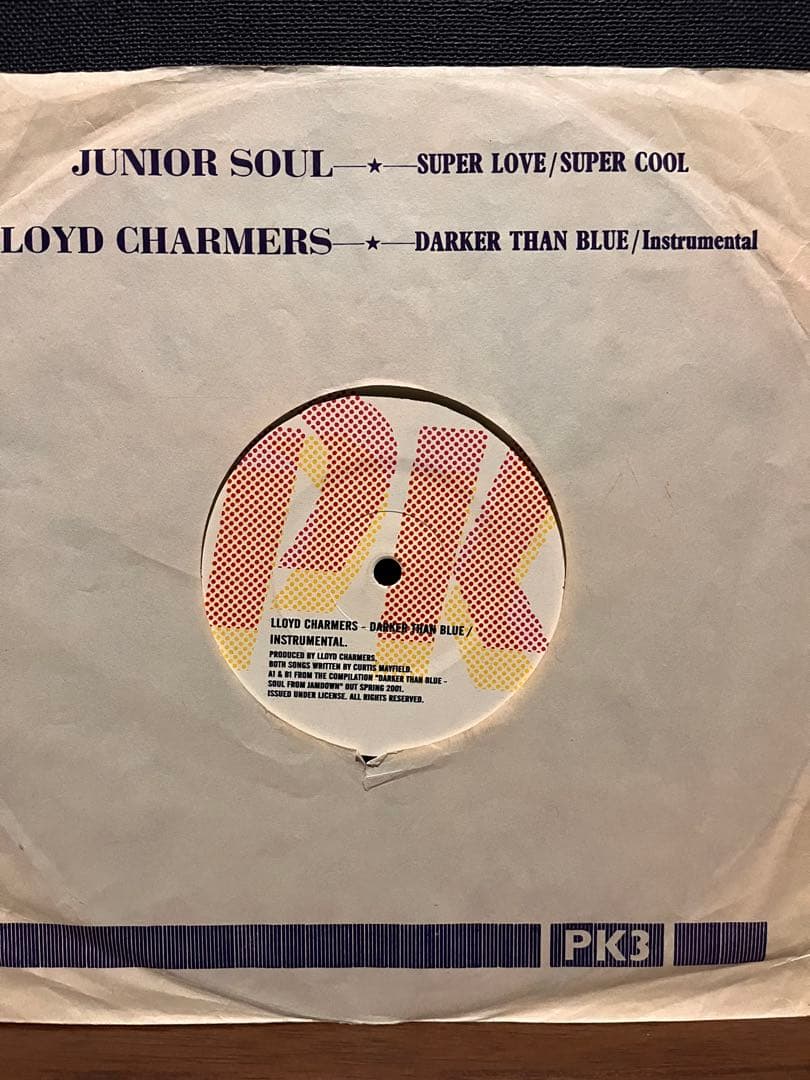 JUNIOR SOUL—★—SUPER LOVE/SUPER COOL
LOYD CHARMERS—★—DARKER THAN BLUE/Instrumental
PK
LLOYD CHARMERS - DARKER THAN BLUE /
INSTRUMENTAL.
PRODUCED BY LLOYD CHARMERS.
BOTH SONGS WRITTEN BY CURTIS MAYFIELD.
A1 & B1 FROM THE COMPILATION "DARKER THAN BLUE -
SOUL FROM JAMDOWN" OUT SPRING 2001.
ISSUED UNDER LICENSE. ALL RIGHTS RESERVED.
PK3